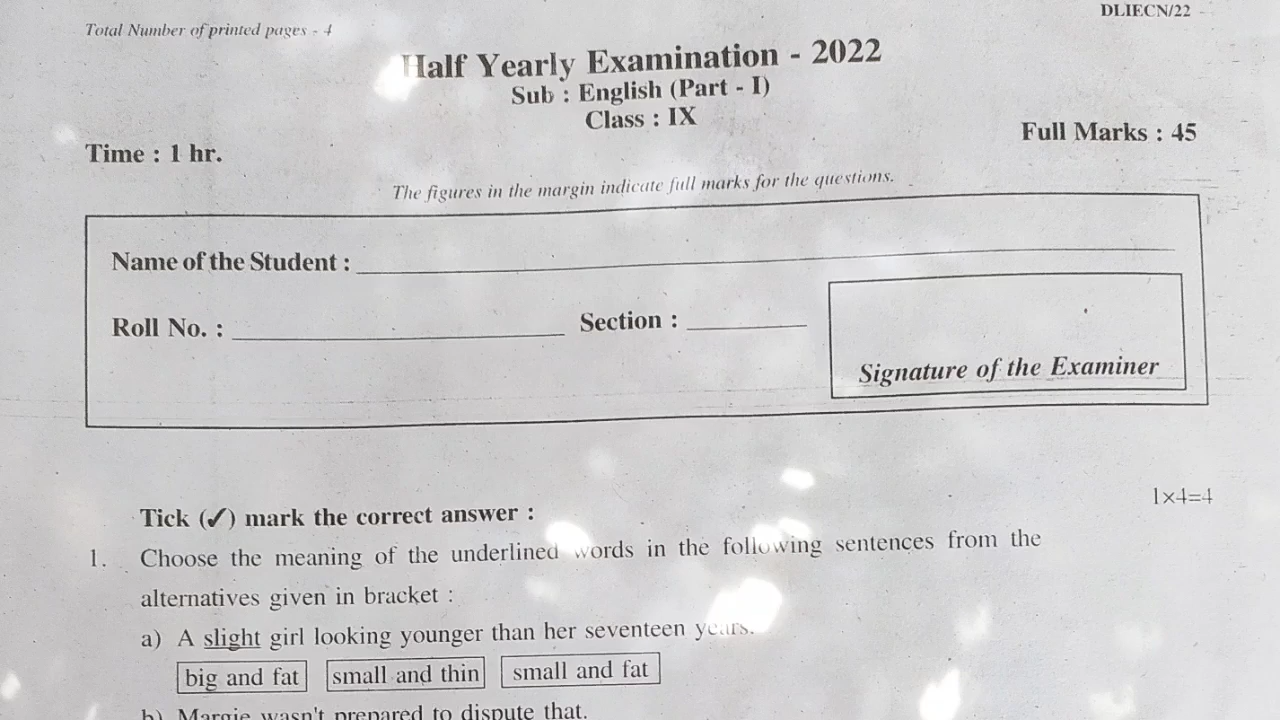 DLIECN/22
Total Number of printed pages - 4
Half Yearly Examination - 2022
Sub : English (Part - I)
Class : IX
Time : 1 hr.
Full Marks : 45
The figures in the margin indicate full marks for the questions.
Name of the Student :
Roll No. : Section :
Signature of the Examiner
Tick (✓) mark the correct answer : 1×4=4
1. Choose the meaning of the underlined words in the following sentences from the
alternatives given in bracket :
a) A slight girl looking younger than her seventeen years.
big and fat small and thin small and fat
b) Margie wasn't prepared to dispute that.